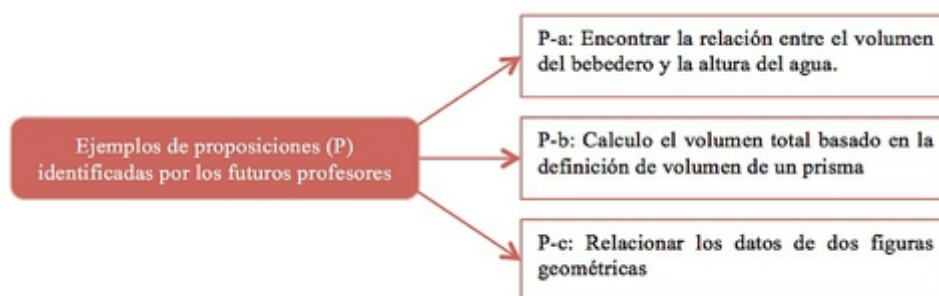 Ejemplos de proposiciones (P)
identificadas por los futuros profesores
P-a: Encontrar la relación entre el volumen
del bebedero y la altura del agua.
P-b: Calculo el volumen total basado en la
definición de volumen de un prisma
P-c: Relacionar los datos de dos figuras
geométricas